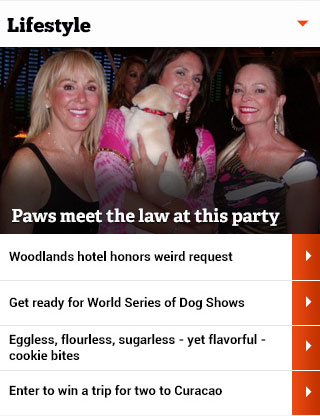 Lifestyle
Paws meet the law at this party
Woodlands hotel honors weird request
Get ready for World Series of Dog Shows
Eggless, flourless, sugarless - yet flavorful -
cookie bites
Enter to win a trip for two to Curacao